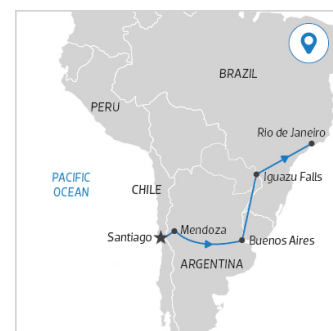 BRAZIL
PERU
Rio de Janeiro
PACIFIC
OCEAN
Iguazu Falls
CHILE
Mendoza
Santiago
Buenos Aires
ARGENTINA